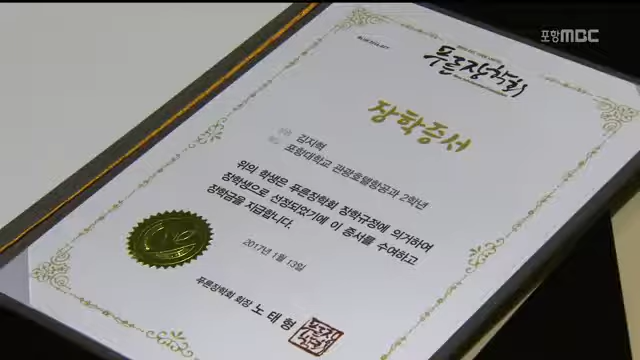 포항MBC
푸른장학회
장학증서
김지혁
포항대학교 관광호텔항공과 2학년
위의 학생은 푸른장학회 장학규정에 의거하여
장학생으로 선정되었기에 이 증서를 수여하고
장학금을 지급합니다.
2017년 1월 13일
푸른장학회 회장 노태형